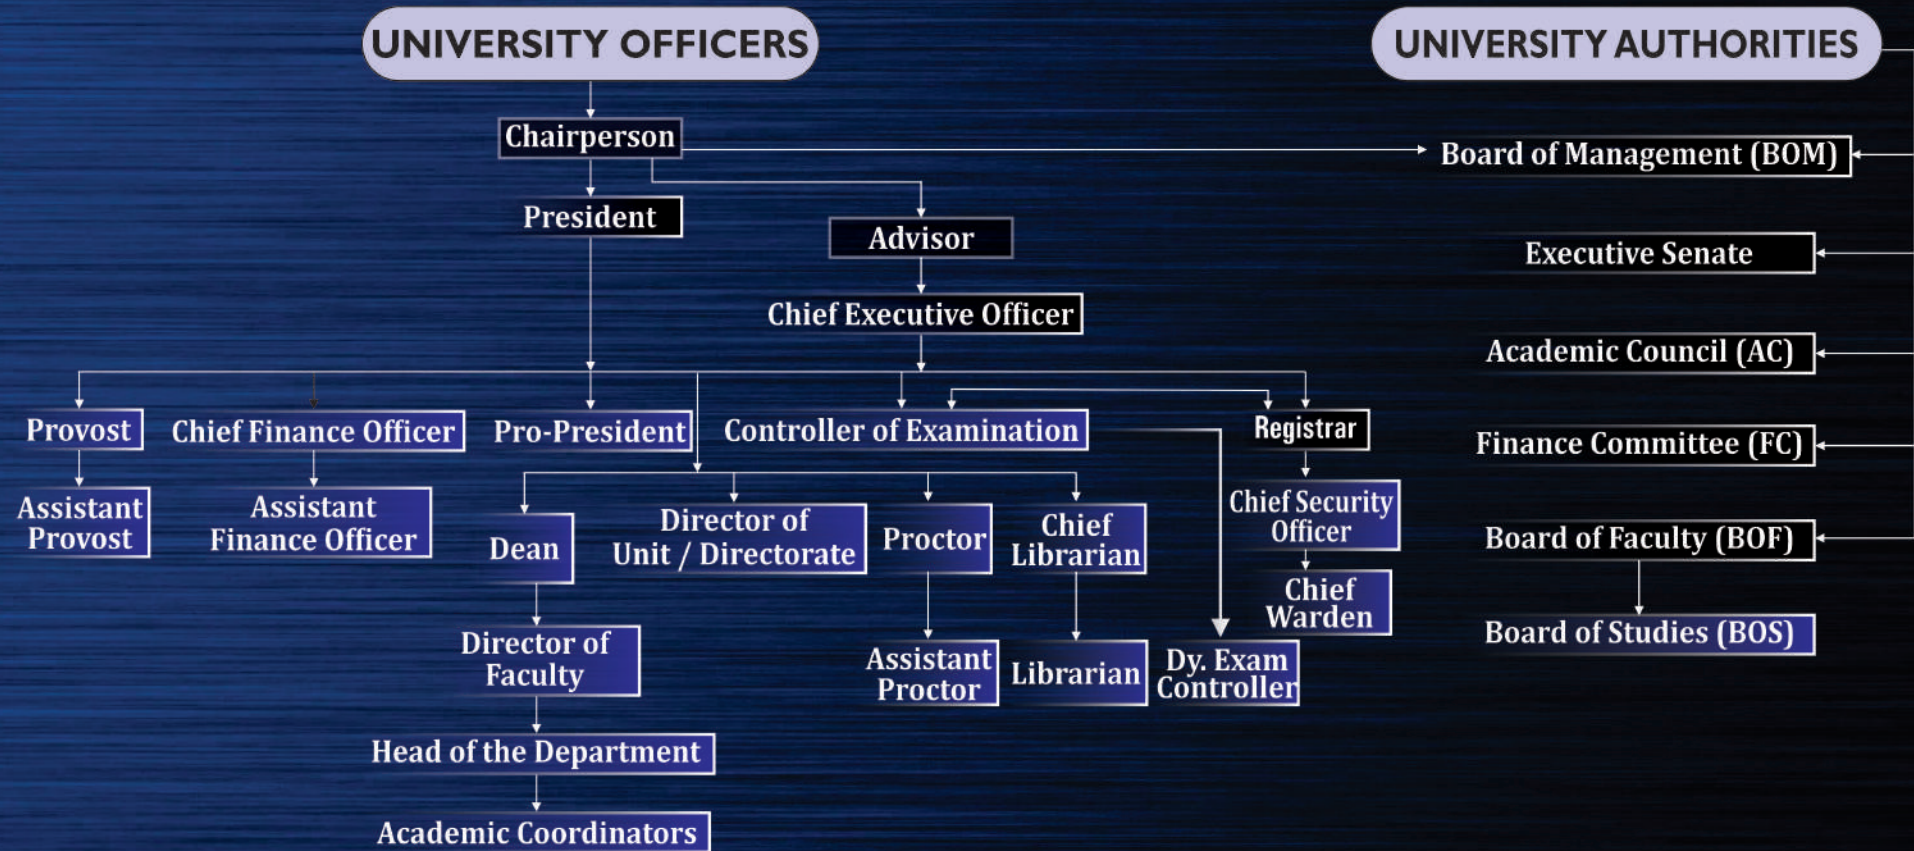 UNIVERSITY OFFICERS
UNIVERSITY AUTHORITIES
Chairperson
Board of Management (BOM)
President
Advisor
Executive Senate
Chief Executive Officer
Academic Council (AC)
Provost
Chief Finance Officer
Pro-President
Controller of Examination
Registrar
Finance Committee (FC)
Assistant
Provost
Assistant
Finance Officer
Dean
Director of
Unit / Directorate
Proctor
Chief
Librarian
Chief Security
Officer
Board of Faculty (BOF)
Chief
Warden
Director of
Faculty
Assistant
Proctor
Librarian
Dy. Exam
Controller
Board of Studies (BOS)
Head of the Department
Academic Coordinators